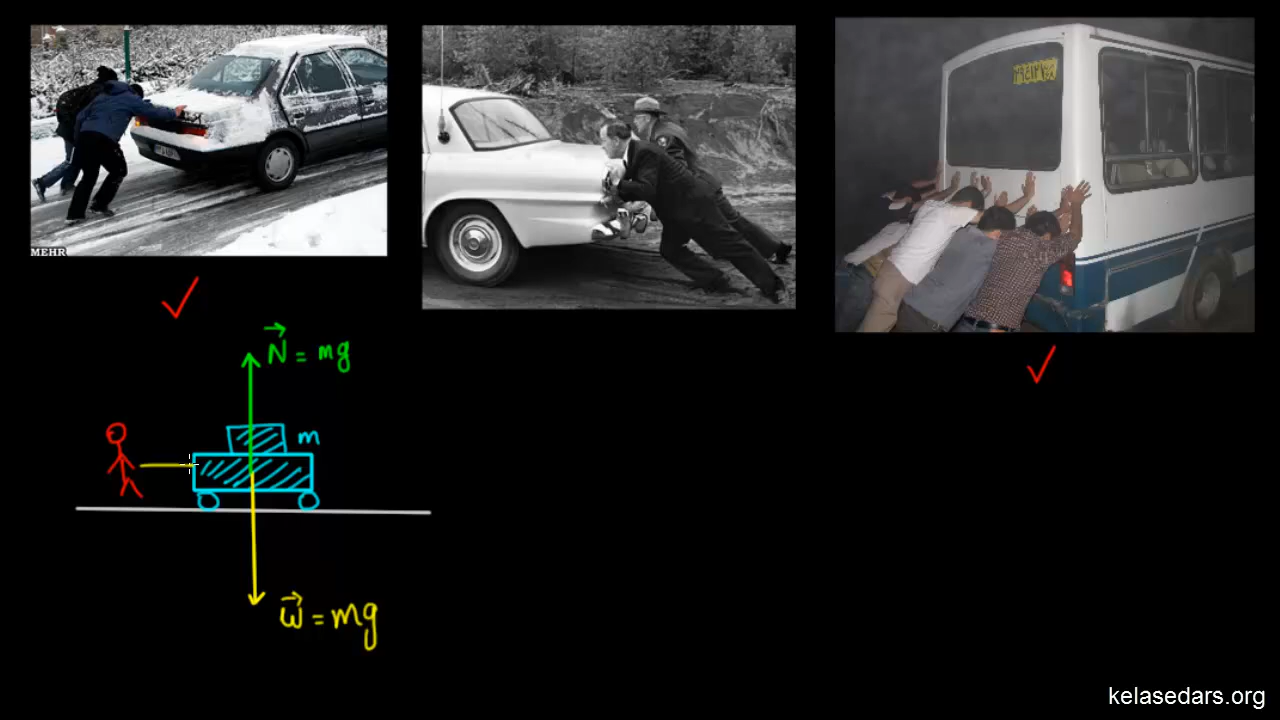 MEHR
N⃗ = mg
m
w⃗ = mg
kelasedars.org